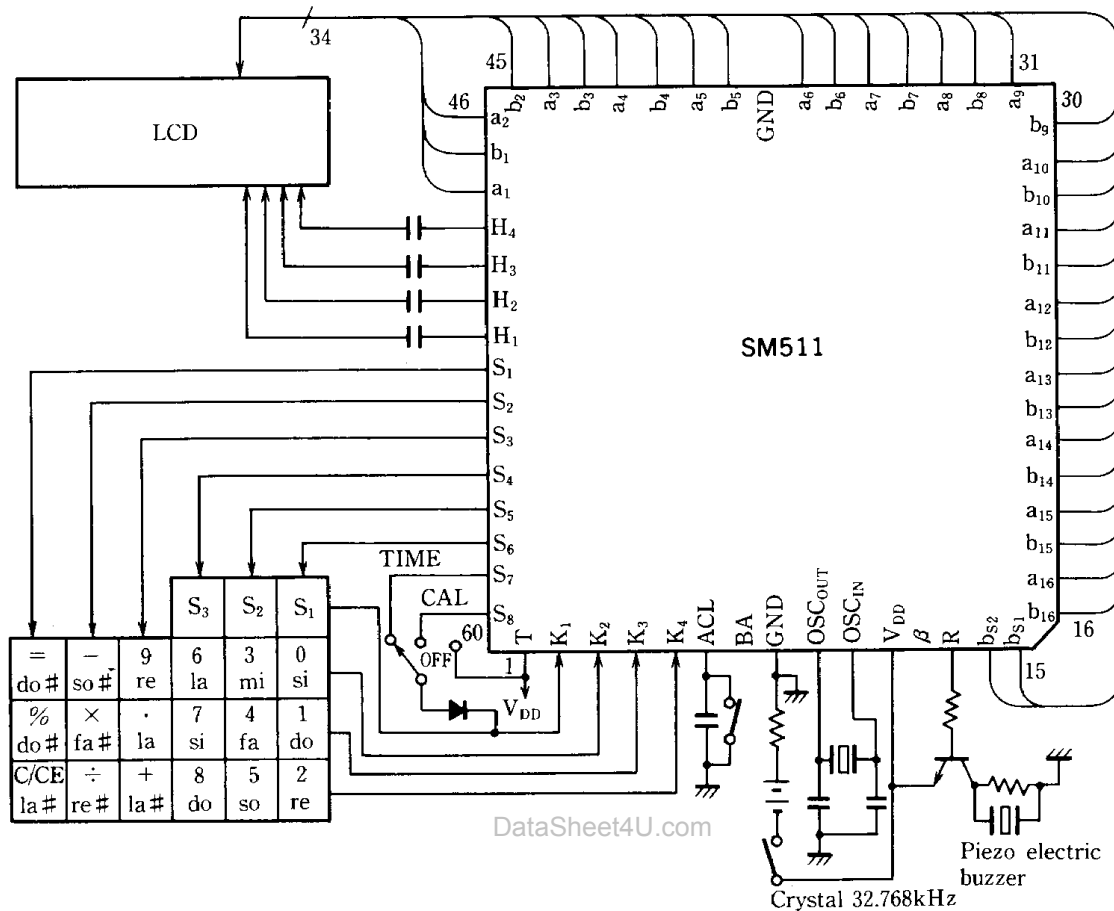 34
LCD
45
b2 a3 b3 a4 b4 a5 b5 GND a6 b6 a7 b7 a8 b8 a9
31
46
30
a2
b1
a1
H4
H3
H2
H1
S1
S2
S3
S4
S5
S6
S7
S8
SM511
b9
a10
b10
a11
b11
a12
b12
a13
b13
a14
b14
a15
b15
a16
b16
16
TIME
CAL
OFF
60
1
T K1 K2 K3 K4 ACL BA GND OSCOUT OSCIN VDD β R bS2 bS1
15
VDD
S3 S2 S1
= − 9 6 3 0
do# so# re la mi si
% × · 7 4 1
do# fa# la si fa do
C/CE ÷ + 8 5 2
la# re# la# do so re
DataSheet4U.com
Piezo electric
buzzer
Crystal 32.768kHz